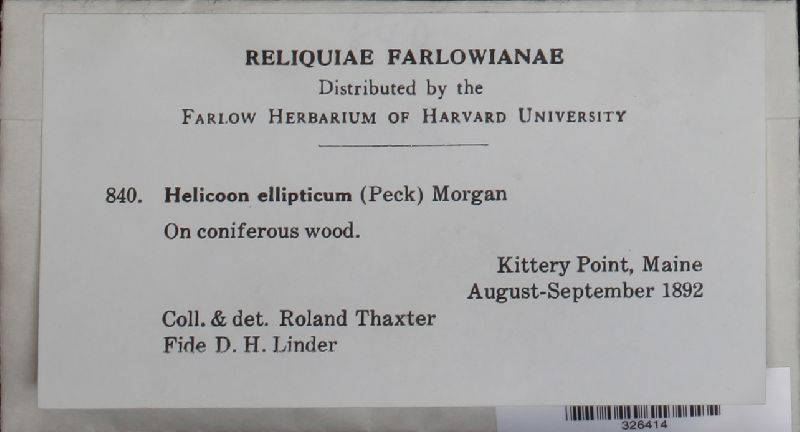 RELIQUIAE FARLOWIANAE
Distributed by the
FARLOW HERBARIUM OF HARVARD UNIVERSITY
840. Helicoon ellipticum (Peck) Morgan
On coniferous wood.
Kittery Point, Maine
August-September 1892
Coll. & det. Roland Thaxter
Fide D. H. Linder
326414